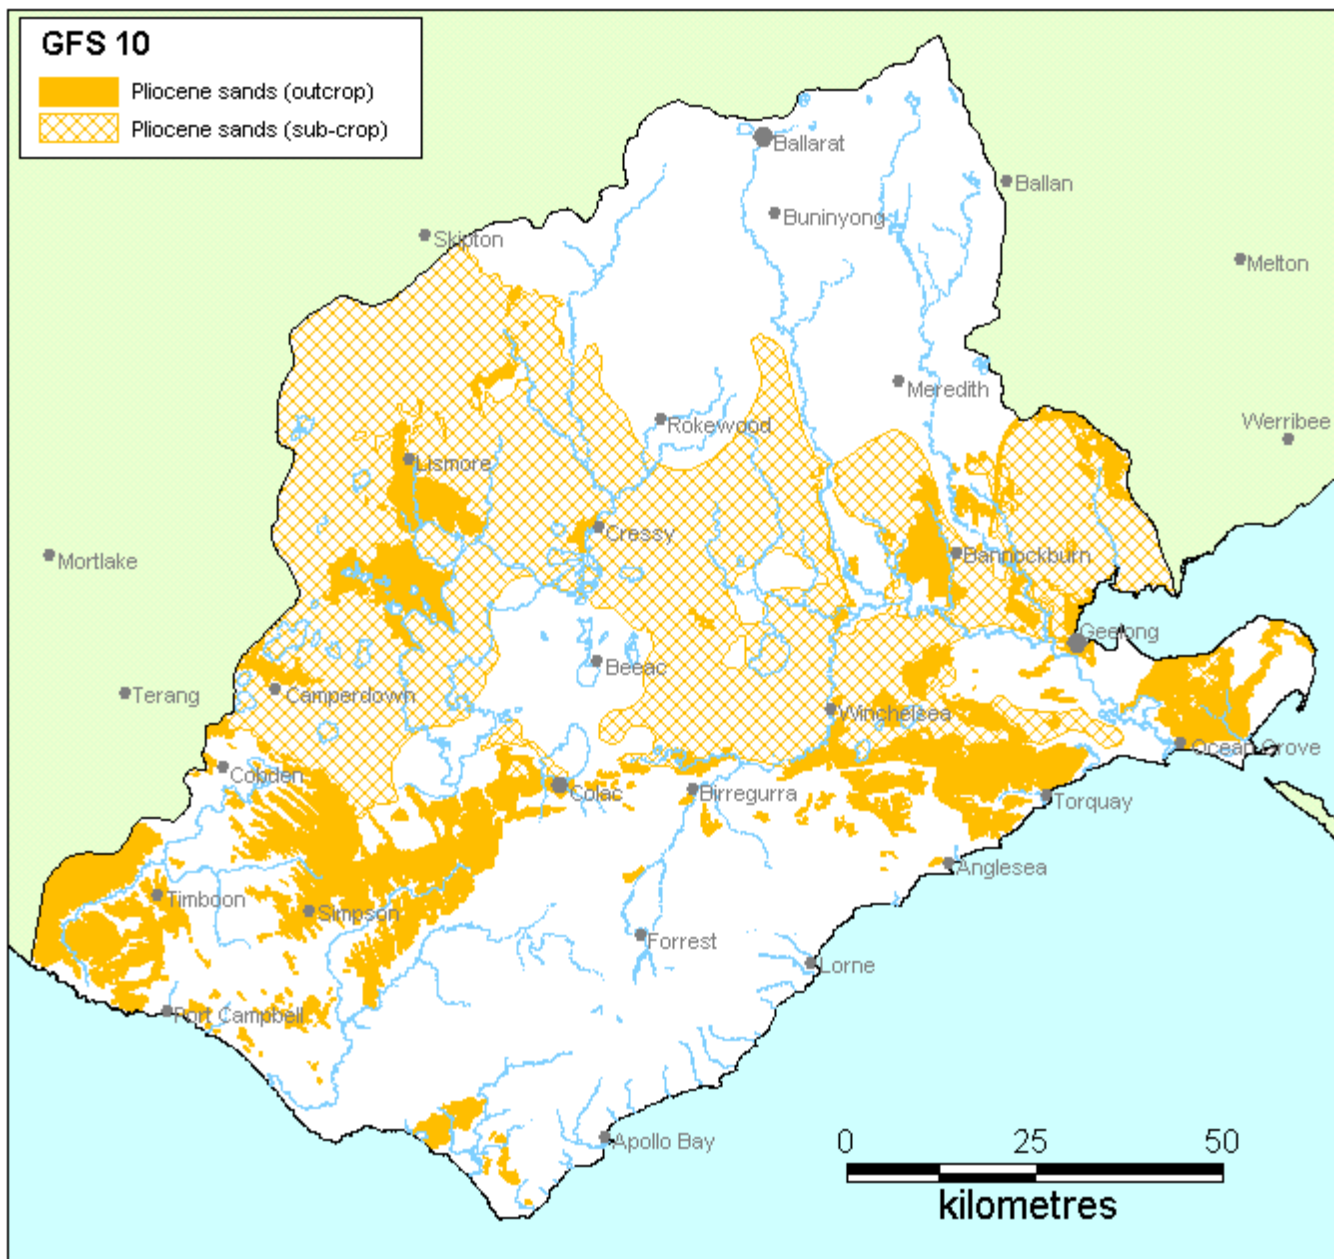 GFS 10
Pliocene sands (outcrop)
Pliocene sands (sub-crop)
Ballarat
Ballan
Buninyong
Skipton
Melton
Meredith
Rokewood
Werribee
Lismore
Cressy
Mortlake
Bannockburn
Geelong
Beeac
Terang
Camperdown
Winchelsea
Ocean Grove
Cobden
Colac
Birregurra
Torquay
Anglesea
Timboon
Simpson
Forrest
Lorne
Port Campbell
Apollo Bay
0 25 50
kilometres